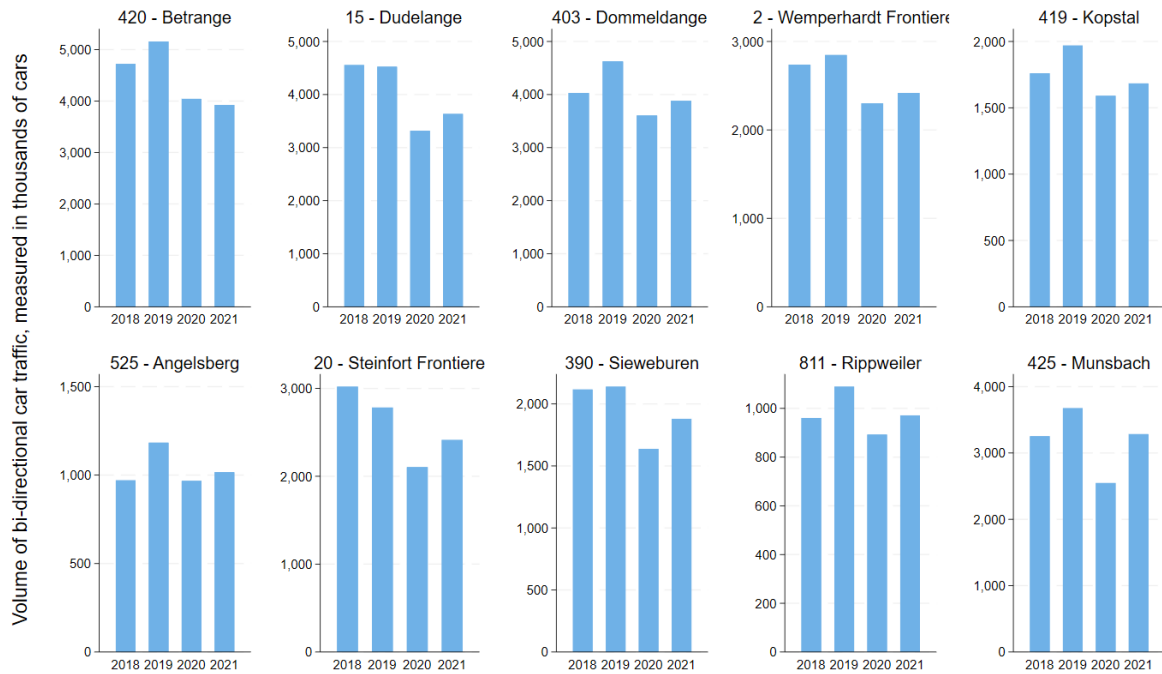 Volume of bi-directional car traffic, measured in thousands of cars
420 - Betrange
5,000
4,000
3,000
2,000
1,000
0
2018 2019 2020 2021
15 - Dudelange
5,000
4,000
3,000
2,000
1,000
0
2018 2019 2020 2021
403 - Dommeldange
5,000
4,000
3,000
2,000
1,000
0
2018 2019 2020 2021
2 - Wemperhardt Frontiere
3,000
2,000
1,000
0
2018 2019 2020 2021
419 - Kopstal
2,000
1,500
1,000
500
0
2018 2019 2020 2021
525 - Angelsberg
1,500
1,000
500
0
2018 2019 2020 2021
20 - Steinfort Frontiere
3,000
2,000
1,000
0
2018 2019 2020 2021
390 - Sieweburen
2,000
1,500
1,000
500
0
2018 2019 2020 2021
811 - Rippweiler
1,000
800
600
400
200
0
2018 2019 2020 2021
425 - Munsbach
4,000
3,000
2,000
1,000
0
2018 2019 2020 2021